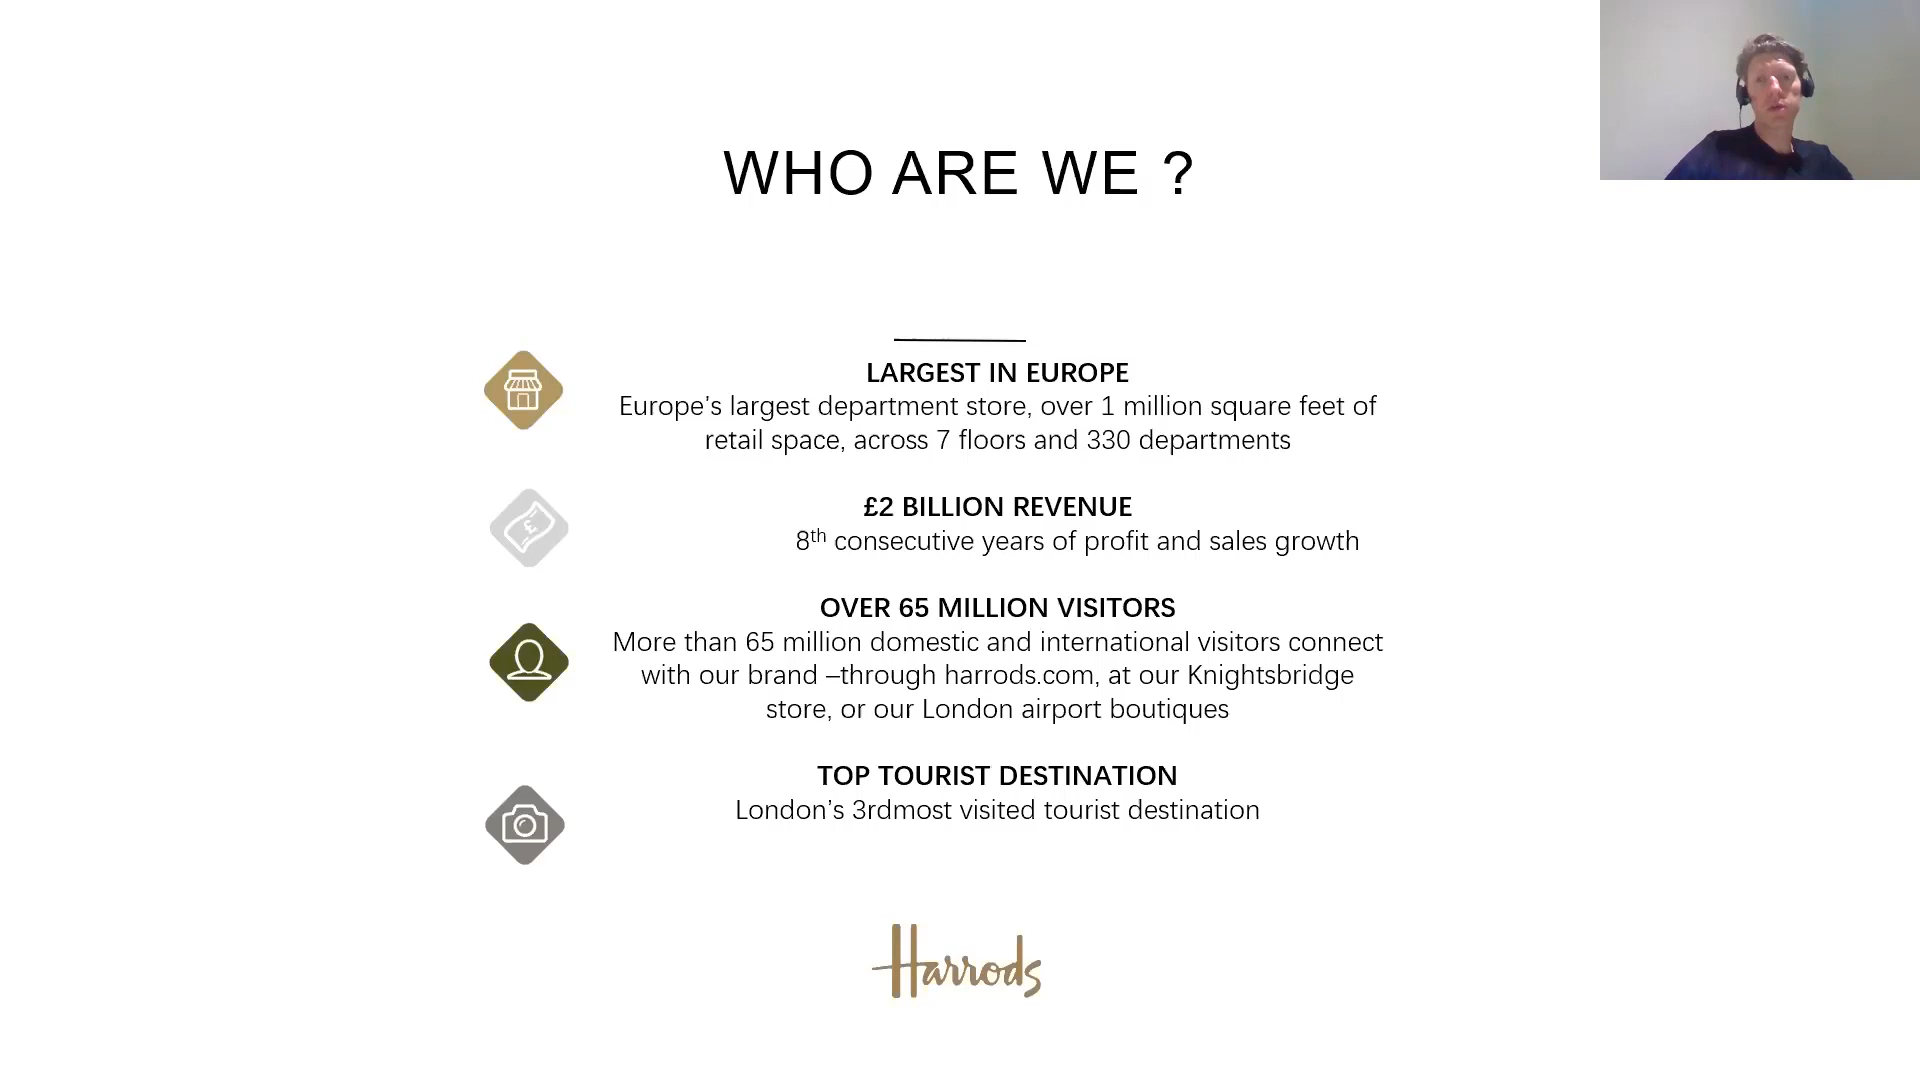 WHO ARE WE ?
LARGEST IN EUROPE
Europe's largest department store, over 1 million square feet of
retail space, across 7 floors and 330 departments
£
£2 BILLION REVENUE
8th consecutive years of profit and sales growth
OVER 65 MILLION VISITORS
More than 65 million domestic and international visitors connect
with our brand –through harrods.com, at our Knightsbridge
store, or our London airport boutiques
TOP TOURIST DESTINATION
London’s 3rdmost visited tourist destination
Harrods